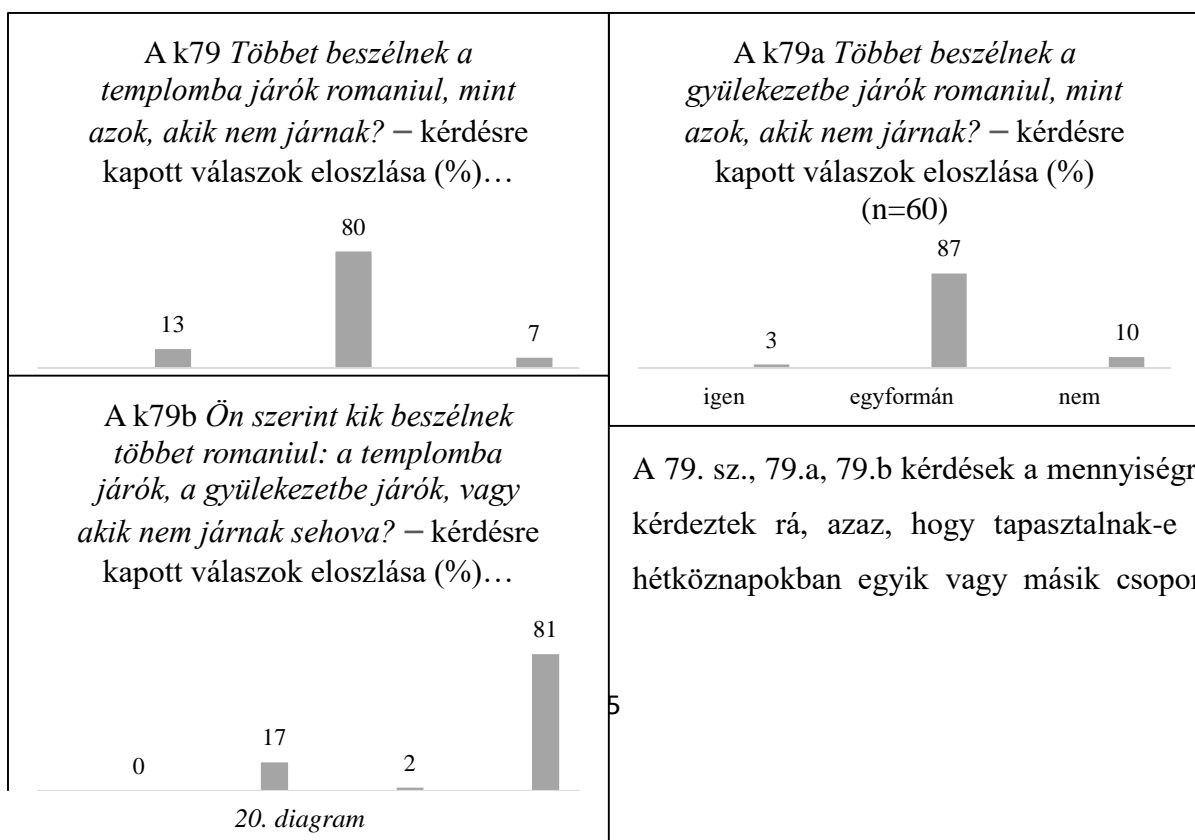 A k79 Többet beszélnek a
templomba járók romaniul, mint
azok, akik nem járnak? – kérdésre
kapott válaszok eloszlása (%)…
80
13
7
A k79a Többet beszélnek a
gyülekezetbe járók romaniul, mint
azok, akik nem járnak? – kérdésre
kapott válaszok eloszlása (%)
(n=60)
87
3
10
igen egyformán nem
A k79b Ön szerint kik beszélnek
többet romaniul: a templomba
járók, a gyülekezetbe járók, vagy
akik nem járnak sehova? – kérdésre
kapott válaszok eloszlása (%)…
81
0
17
2
20. diagram
A 79. sz., 79.a, 79.b kérdések a mennyiségr
kérdeztek rá, azaz, hogy tapasztalnak-e
hétköznapokban egyik vagy másik csopor
5